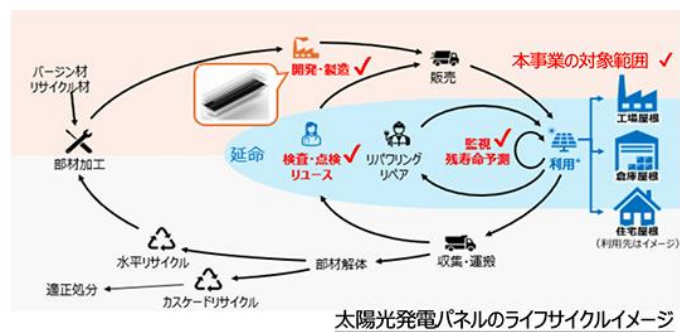 本事業の対象範囲 ✓
バージン材
リサイクル材
開発・製造 ✓
販売
部材加工
延命
検査・点検 ✓
リユース
リパワリング
リペア
監視 ✓
残寿命予測
利用*
工場屋根
倉庫屋根
住宅屋根
(利用先はイメージ)
水平リサイクル
部材解体
収集・運搬
適正処分
カスケードリサイクル
太陽光発電パネルのライフサイクルイメージ